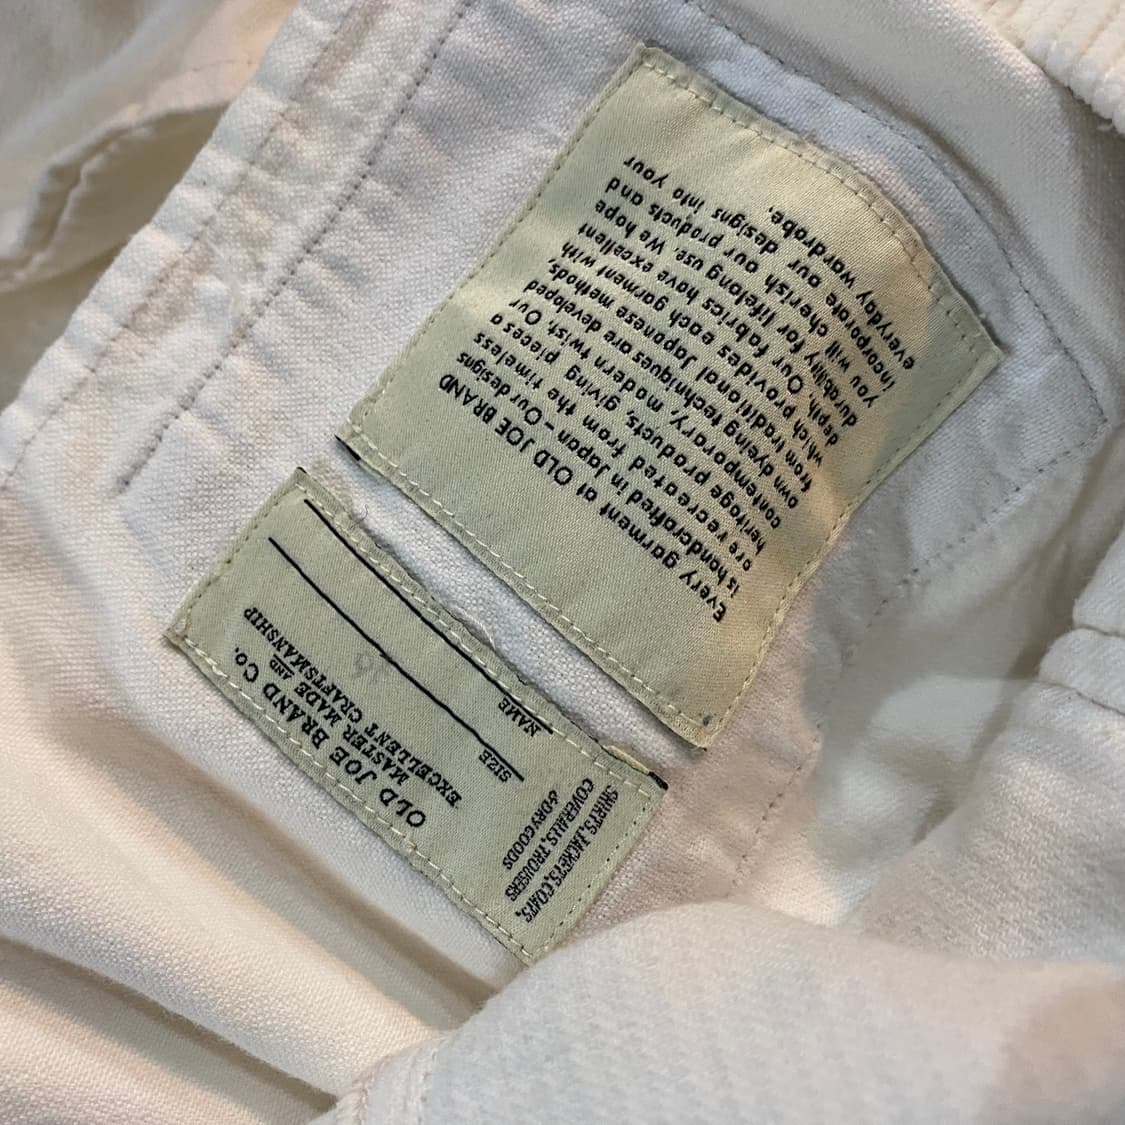 Every garment at OLD JOE BRAND
is handcrafted in Japan - Our designs
are recreated from the timeless
heritage products, giving pieces a
contemporary, modern twist. Our
own dyeing techniques are developed
from traditional Japanese methods,
which provides each garment with
depth. Our fabrics have excellent
durability for lifelong use. We hope
you will cherish our products and
incorporate our designs into your
everyday wardrobe.
OLD JOE BRAND Co.
MASTER MADE AND
EXCELLENT CRAFTSMANSHIP
SIZE 36
NAME
SHIRTS, JACKETS, COATS,
COVERALLS, TROUSERS
& DRY GOODS